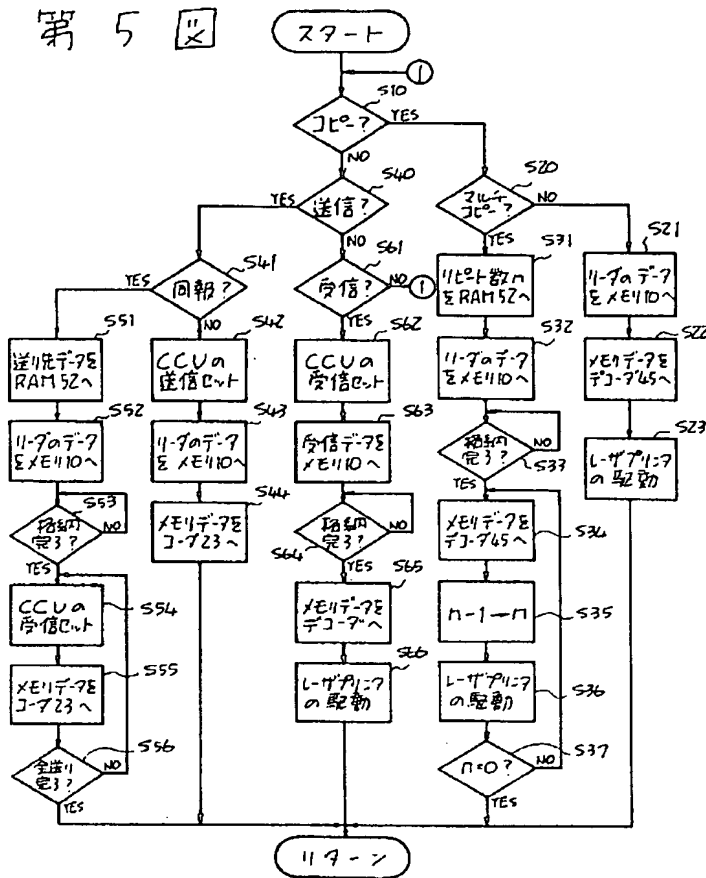 第5図
スタート
①
S10
コピー?
YES
NO
S40
送信?
YES
NO
S20
マルチ
コピー?
NO
YES
S41
同報?
YES
NO
S61
受信?
NO
①
YES
S31
リピート数n
をRAM52へ
S21
リーダのデータ
をメモリ10へ
S51
送り先データを
RAM52へ
S42
CCUの
送信セット
S62
CCUの
受信セット
S32
リーダのデータ
をメモリ10へ
S22
メモリデータを
デコーダ45へ
S52
リーダのデータ
をメモリ10へ
S43
リーダのデータ
をメモリ10へ
S63
受信データを
メモリ10へ
格納
完了?
NO
S33
YES
S23
レーザプリンタ
の駆動
S53
格納
完了?
NO
YES
S44
メモリデータを
コーダ23へ
S64
格納
完了?
NO
YES
メモリデータを
デコーダ45へ
S34
S54
CCUの
受信セット
S65
メモリデータを
デコーダへ
n-1→n
S35
S55
メモリデータを
コーダ23へ
S66
レーザプリンタ
の駆動
S36
レーザプリンタ
の駆動
S56
全送り
完了?
NO
YES
S37
n=0?
NO
YES
リターン